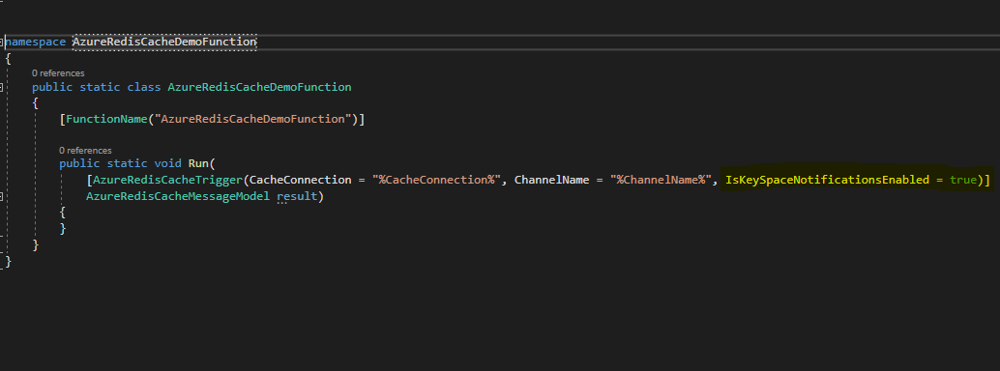 namespace AzureRedisCacheDemoFunction
{
0 references
public static class AzureRedisCacheDemoFunction
{
[FunctionName("AzureRedisCacheDemoFunction")]
0 references
public static void Run(
[AzureRedisCacheTrigger(CacheConnection = "%CacheConnection%", ChannelName = "%ChannelName%", IsKeySpaceNotificationsEnabled = true)]
AzureRedisCacheMessageModel result)
{
}
}
}